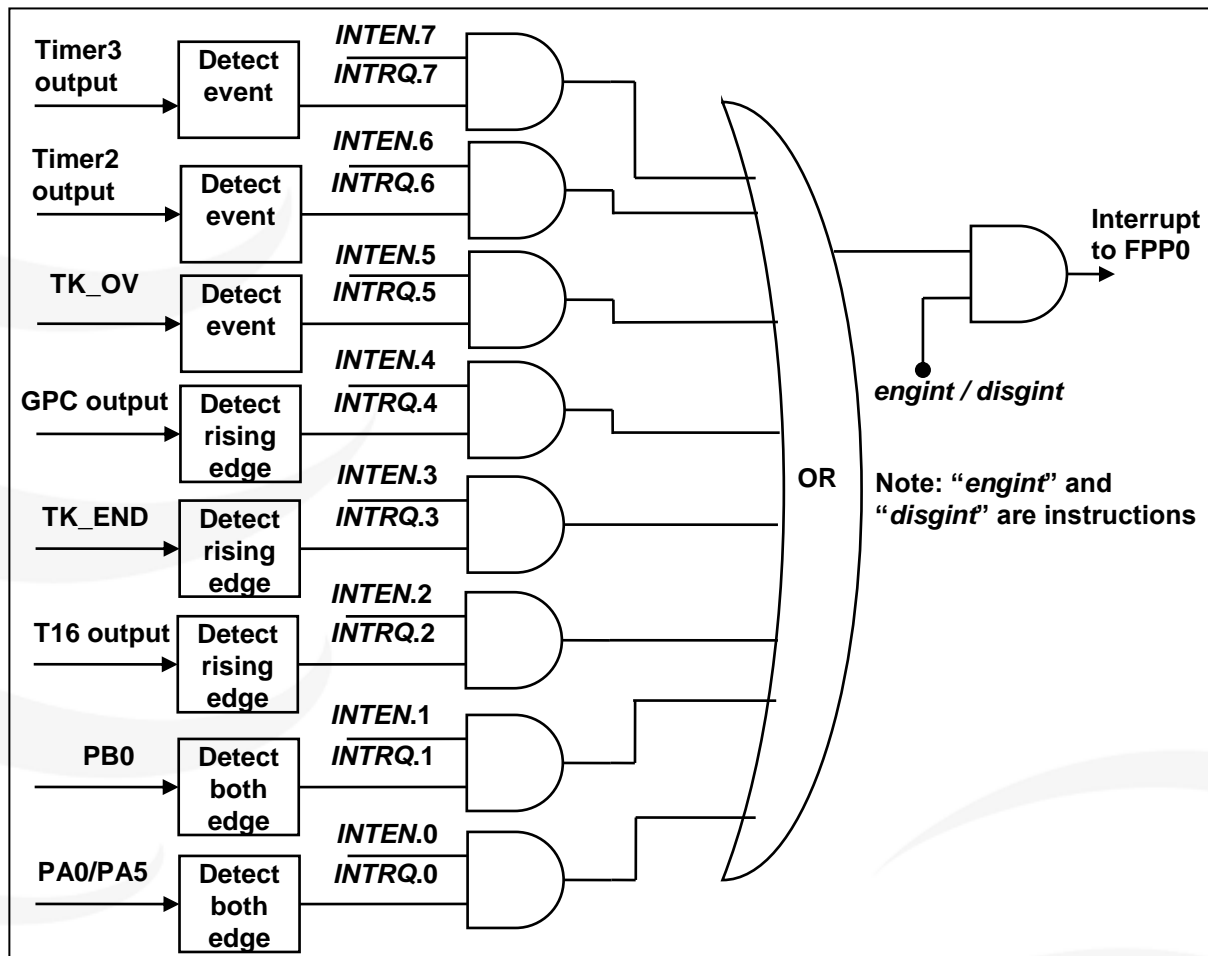 Timer3
output
Detect
event
INTEN.7
INTRQ.7
Timer2
output
Detect
event
INTEN.6
INTRQ.6
TK_OV
Detect
event
INTEN.5
INTRQ.5
GPC output
Detect
rising
edge
INTEN.4
INTRQ.4
TK_END
Detect
rising
edge
INTEN.3
INTRQ.3
T16 output
Detect
rising
edge
INTEN.2
INTRQ.2
PB0
Detect
both
edge
INTEN.1
INTRQ.1
PA0/PA5
Detect
both
edge
INTEN.0
INTRQ.0
OR
Interrupt
to FPP0
engint / disgint
Note: “engint” and
“disgint” are instructions